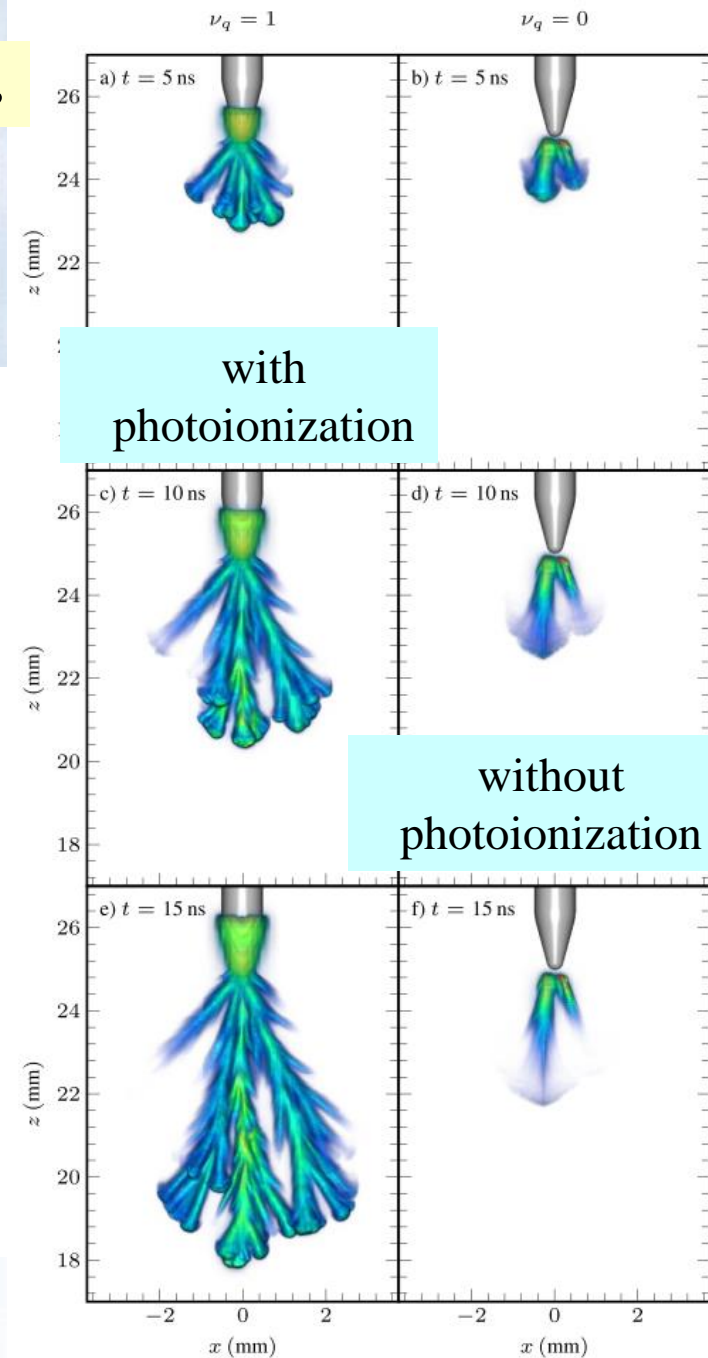 ν_q = 1
ν_q = 0
a) t = 5 ns
b) t = 5 ns
26
24
22
z (mm)
with
photoionization
c) t = 10 ns
d) t = 10 ns
26
24
22
20
18
z (mm)
without
photoionization
e) t = 15 ns
f) t = 15 ns
26
24
22
20
18
z (mm)
−2
0
2
−2
0
2
x (mm)
x (mm)